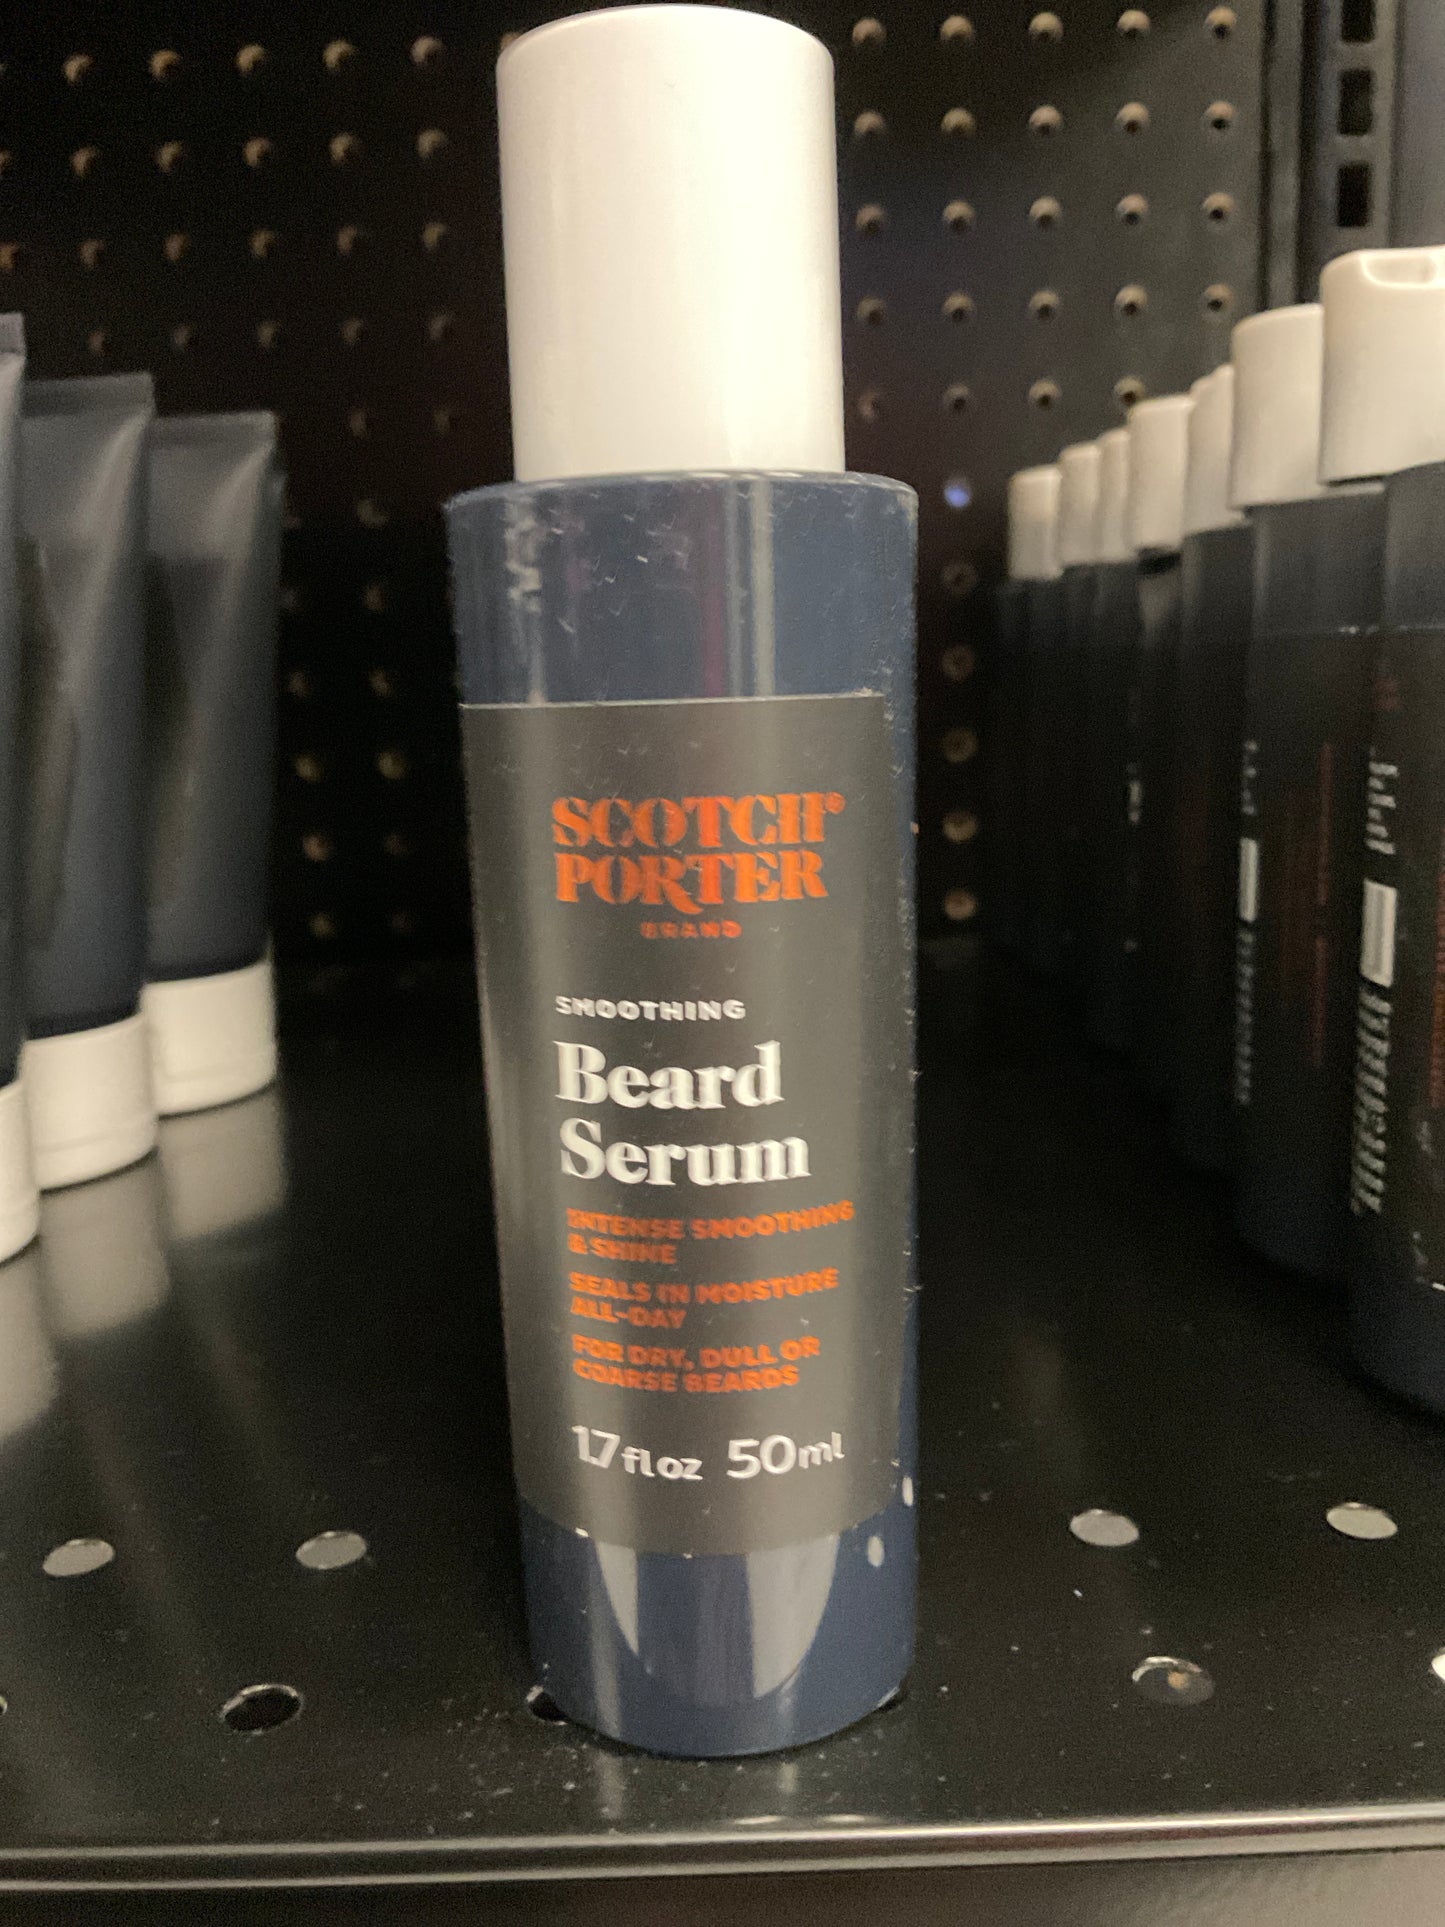 SCOTCH®
PORTER
BRAND
SMOOTHING
Beard
Serum
INTENSE SMOOTHING
& SHINE
SEALS IN MOISTURE
ALL-DAY
FOR DRY, DULL OR
COARSE BEARDS
1.7 fl oz 50ml